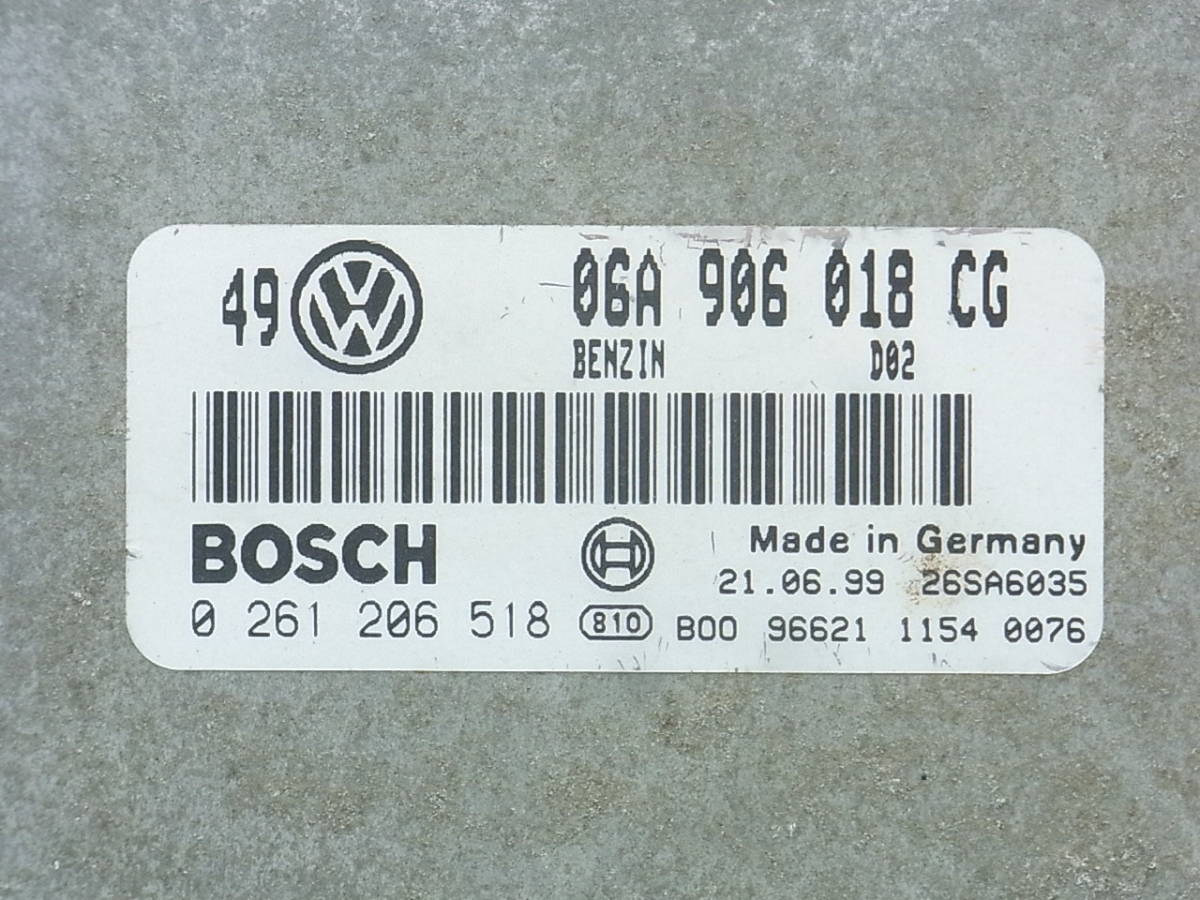 49 06A 906 018 CG
BENZIN D02
BOSCH
Made in Germany
21.06.99 26SA6035
0 261 206 518 810 B00 96621 1154 0076